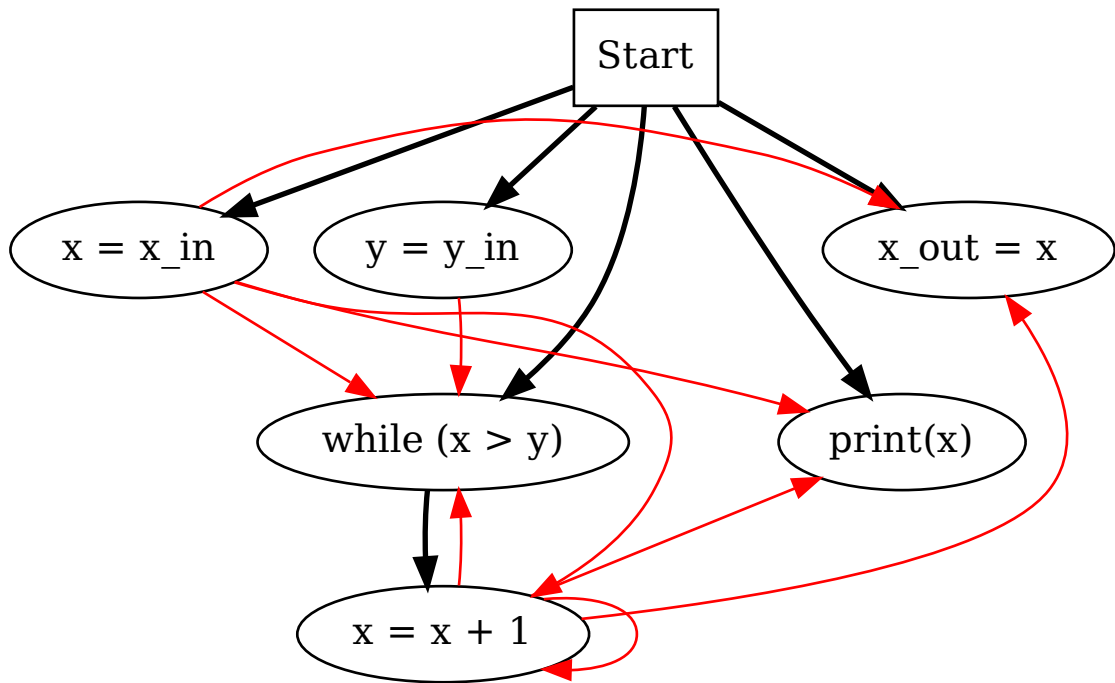 Start
x = x_in
y = y_in
x_out = x
while (x > y)
print(x)
x = x + 1